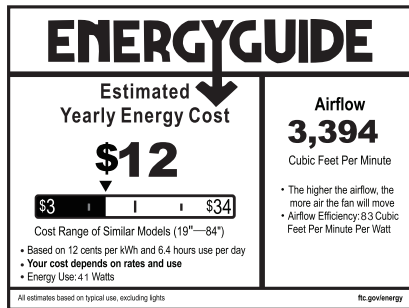 ENERGYGUIDE
Estimated
Yearly Energy Cost
$12
$3
$34
Cost Range of Similar Models (19"—84")
• Based on 12 cents per kWh and 6.4 hours use per day
• Your cost depends on rates and use
• Energy Use: 41 Watts
Airflow
3,394
Cubic Feet Per Minute
• The higher the airflow, the
more air the fan will move
• Airflow Efficiency: 83 Cubic
Feet Per Minute Per Watt
All estimates based on typical use, excluding lights
ftc.gov/energy